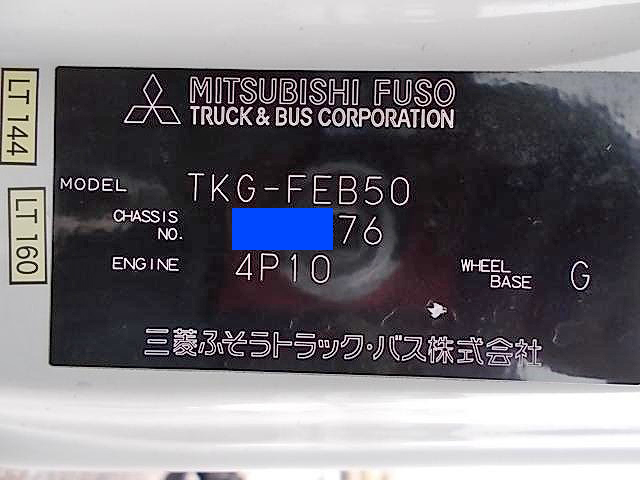 LT 144
LT 160
MITSUBISHI FUSO
TRUCK & BUS CORPORATION
MODEL TKG-FEB50
CHASSIS NO. 76
ENGINE 4P10
WHEEL BASE G
三菱ふそうトラック・バス株式会社